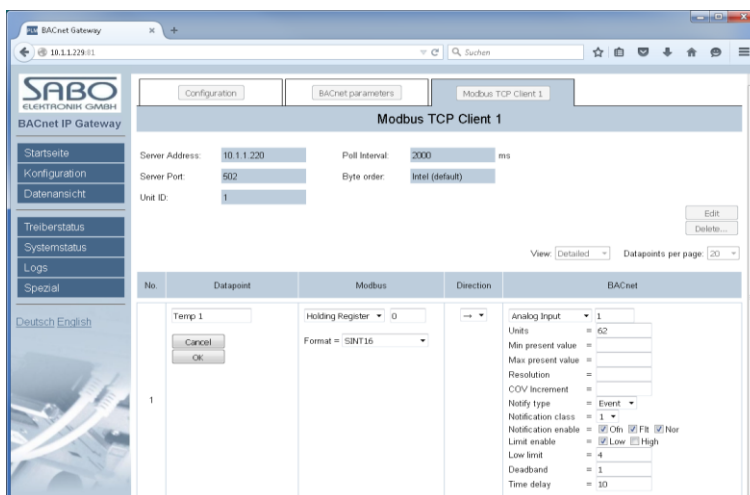 BACnet Gateway
10.1.1.229:81
Suchen
SABO
ELEKTRONIK GMBH
BACnet IP Gateway
Startseite
Konfiguration
Datenansicht
Treiberstatus
Systemstatus
Logs
Spezial
Deutsch English
Configuration BACnet parameters Modbus TCP Client 1
Modbus TCP Client 1
Server Address: 10.1.1.220 Poll Interval: 2000 ms
Server Port: 502 Byte order: Intel (default)
Unit ID: 1
Edit
Delete...
View: Detailed Datapoints per page: 20
No. Datapoint Modbus Direction BACnet
1
Temp 1
Cancel
OK
Holding Register 0
Format = SINT16
→
Analog Input 1
Units = 62
Min present value =
Max present value =
Resolution =
COV Increment =
Notify type = Event
Notification class = 1
Notification enable = Ofn Flt Nor
Limit enable = Low High
Low limit = 4
Deadband = 1
Time delay = 10